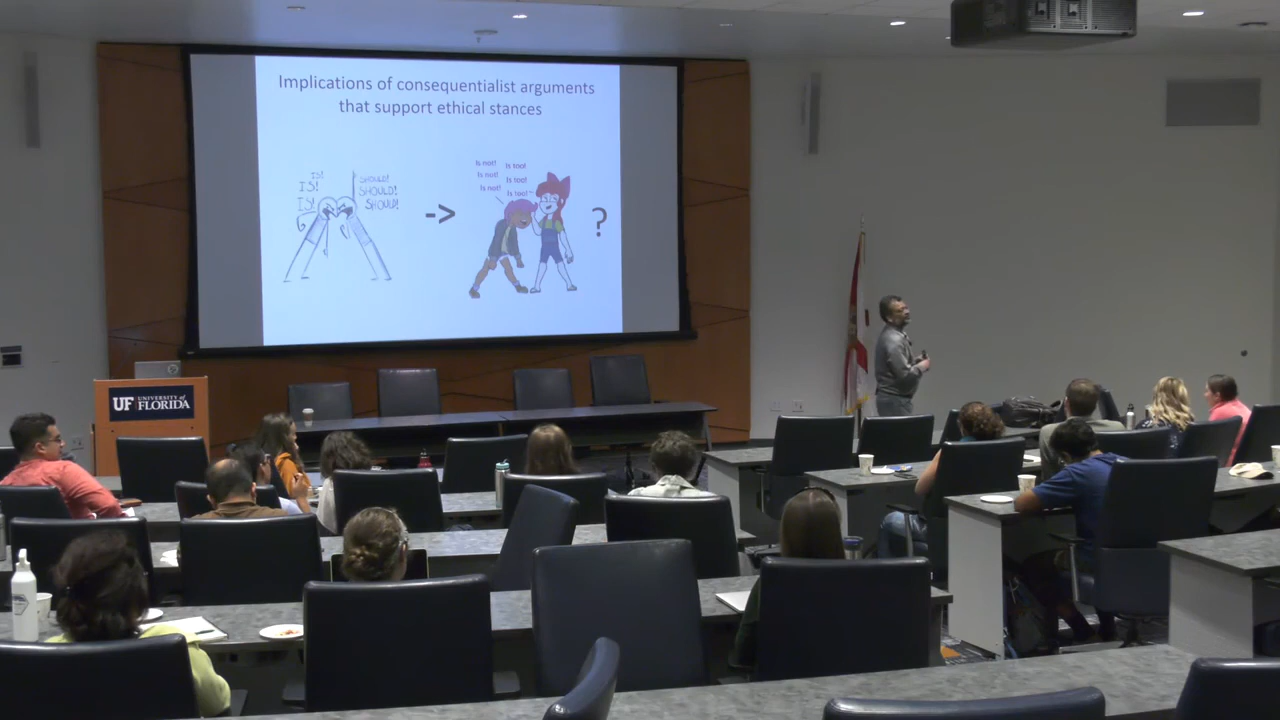 Implications of consequentialist arguments
that support ethical stances
IS!
IS!
IS!
SHOULD!
SHOULD!
SHOULD!
->
Is not! Is too!
Is not! Is too!
Is not! Is too!
?
UF UNIVERSITY of
FLORIDA